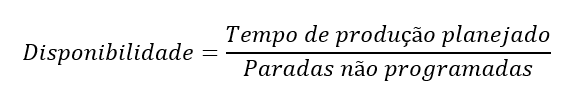 Disponibilidade = Tempo de produção planejado
Paradas não programadas